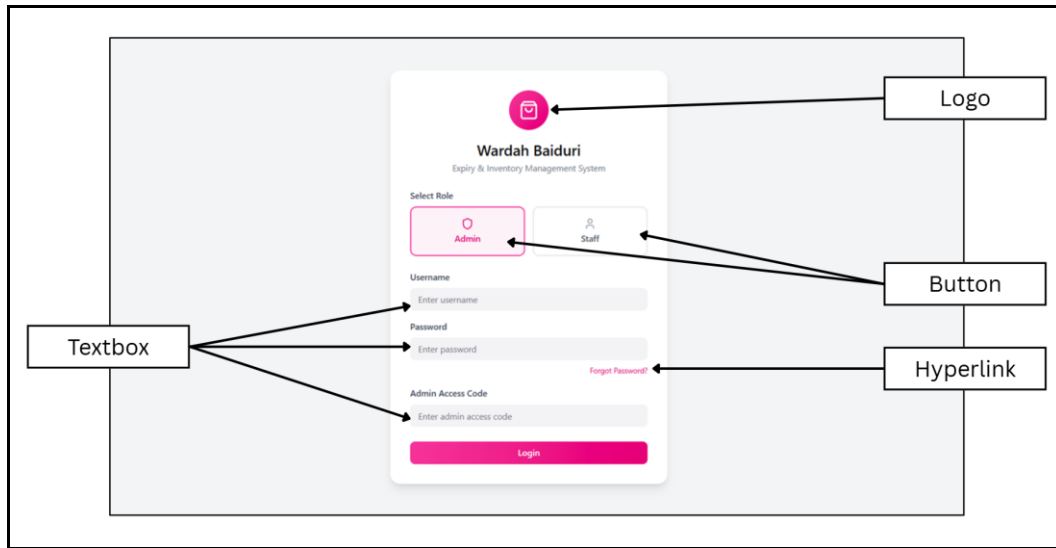 Logo
Wardah Baiduri
Expiry & Inventory Management System
Select Role
Admin
Staff
Button
Username
Enter username
Password
Textbox
Enter password
Forgot Password?
Hyperlink
Admin Access Code
Enter admin access code
Login